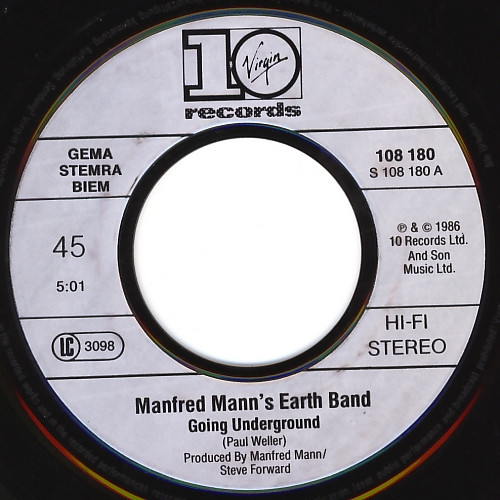 10 Virgin
records
GEMA
STEMRA
BIEM
108 180
S 108 180 A
45
5:01
℗ & © 1986
10 Records Ltd.
And Son
Music Ltd.
LC 3098
HI-FI
STEREO
Manfred Mann's Earth Band
Going Underground
(Paul Weller)
Produced By Manfred Mann/
Steve Forward